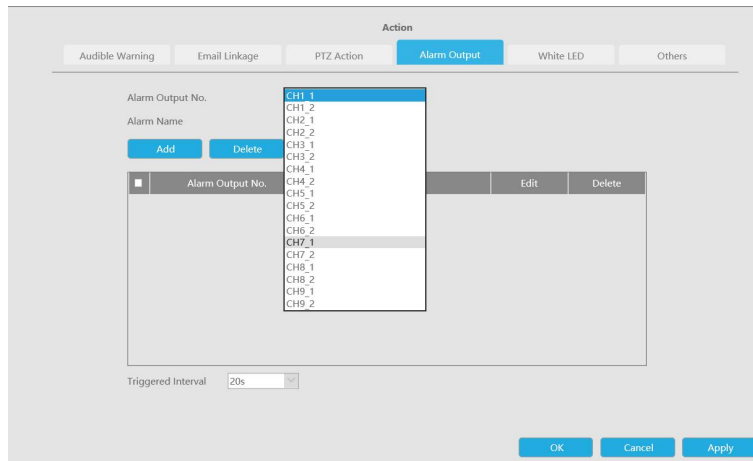 Action
Audible Warning Email Linkage PTZ Action Alarm Output White LED Others
Alarm Output No.
CH1_1
CH1_2
Alarm Name
CH2_1
CH2_2
CH3_1
Add Delete
CH3_2
CH4_1
Alarm Output No. CH4_2 Edit Delete
CH5_1
CH5_2
CH6_1
CH6_2
CH7_1
CH7_2
CH8_1
CH8_2
CH9_1
CH9_2
Triggered Interval 20s
OK Cancel Apply